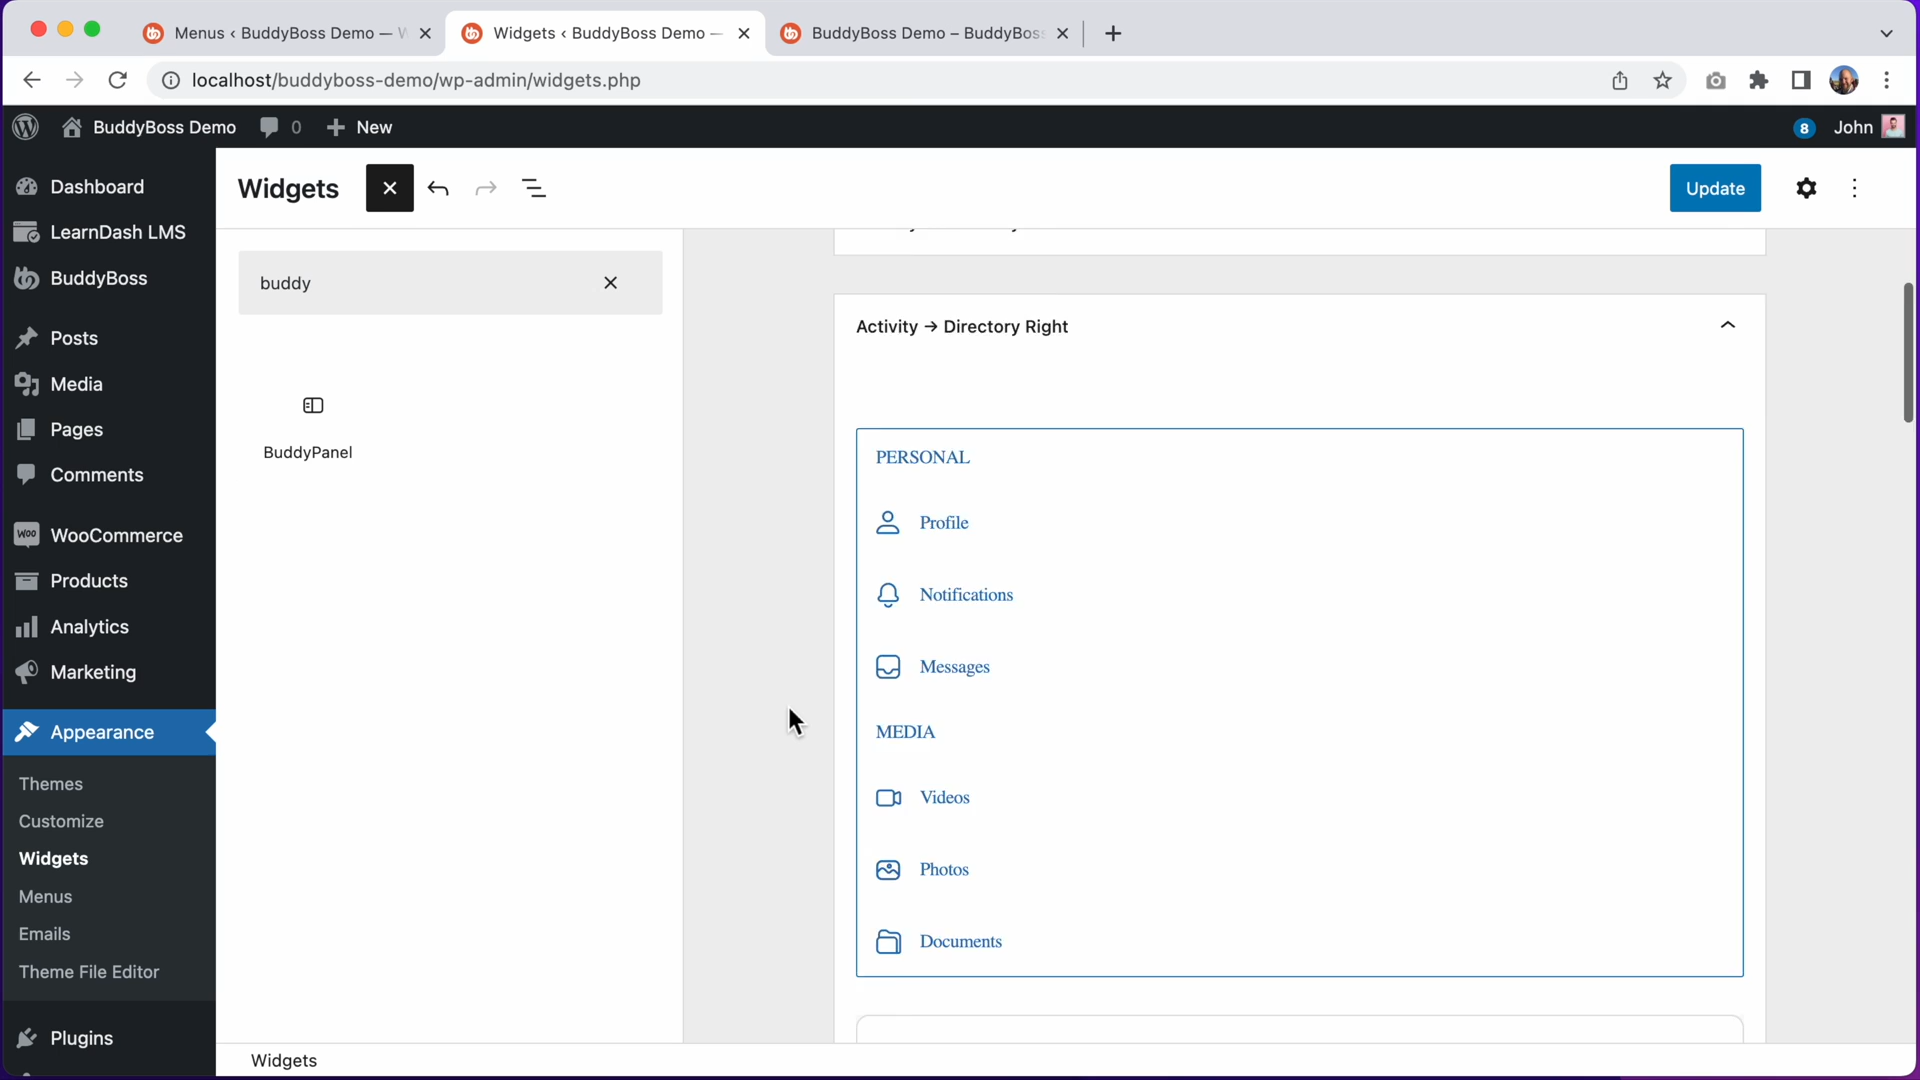 Menus ‹ BuddyBoss Demo —
Widgets ‹ BuddyBoss Demo —
BuddyBoss Demo – BuddyBoss
localhost/buddyboss-demo/wp-admin/widgets.php
BuddyBoss Demo
0
New
8
John
Dashboard
LearnDash LMS
BuddyBoss
Posts
Media
Pages
Comments
WOO
WooCommerce
Products
Analytics
Marketing
Appearance
Themes
Customize
Widgets
Menus
Emails
Theme File Editor
Plugins
Widgets
Update
buddy
BuddyPanel
Activity → Directory Right
PERSONAL
Profile
Notifications
Messages
MEDIA
Videos
Photos
Documents
Widgets